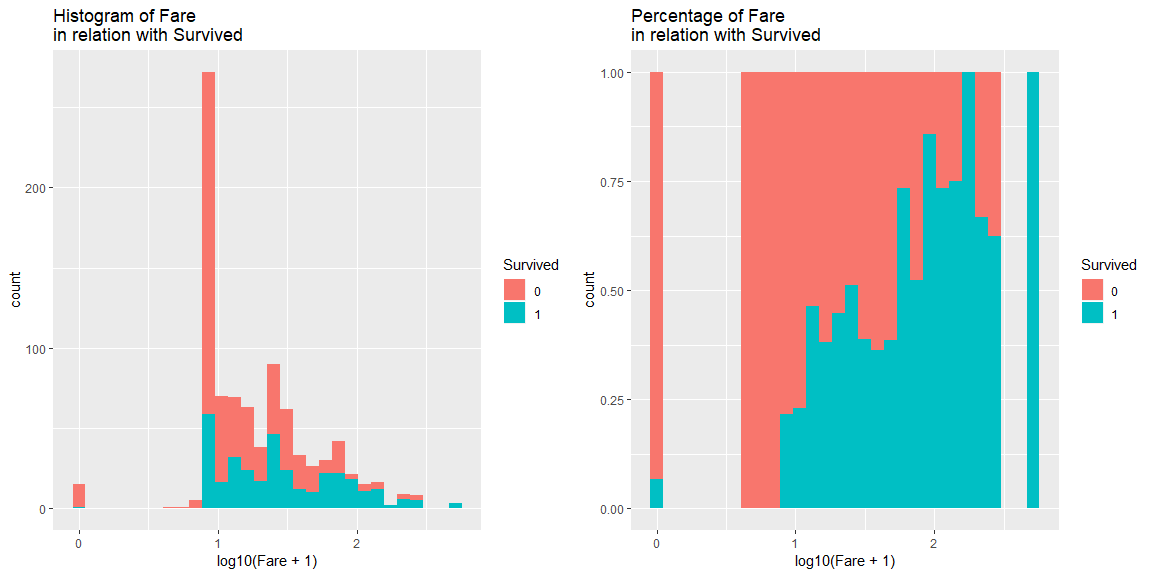 Histogram of Fare
in relation with Survived
count
200
100
0
0
1
2
log10(Fare + 1)
Survived
0
1
Percentage of Fare
in relation with Survived
count
1.00
0.75
0.50
0.25
0.00
0
1
2
log10(Fare + 1)
Survived
0
1